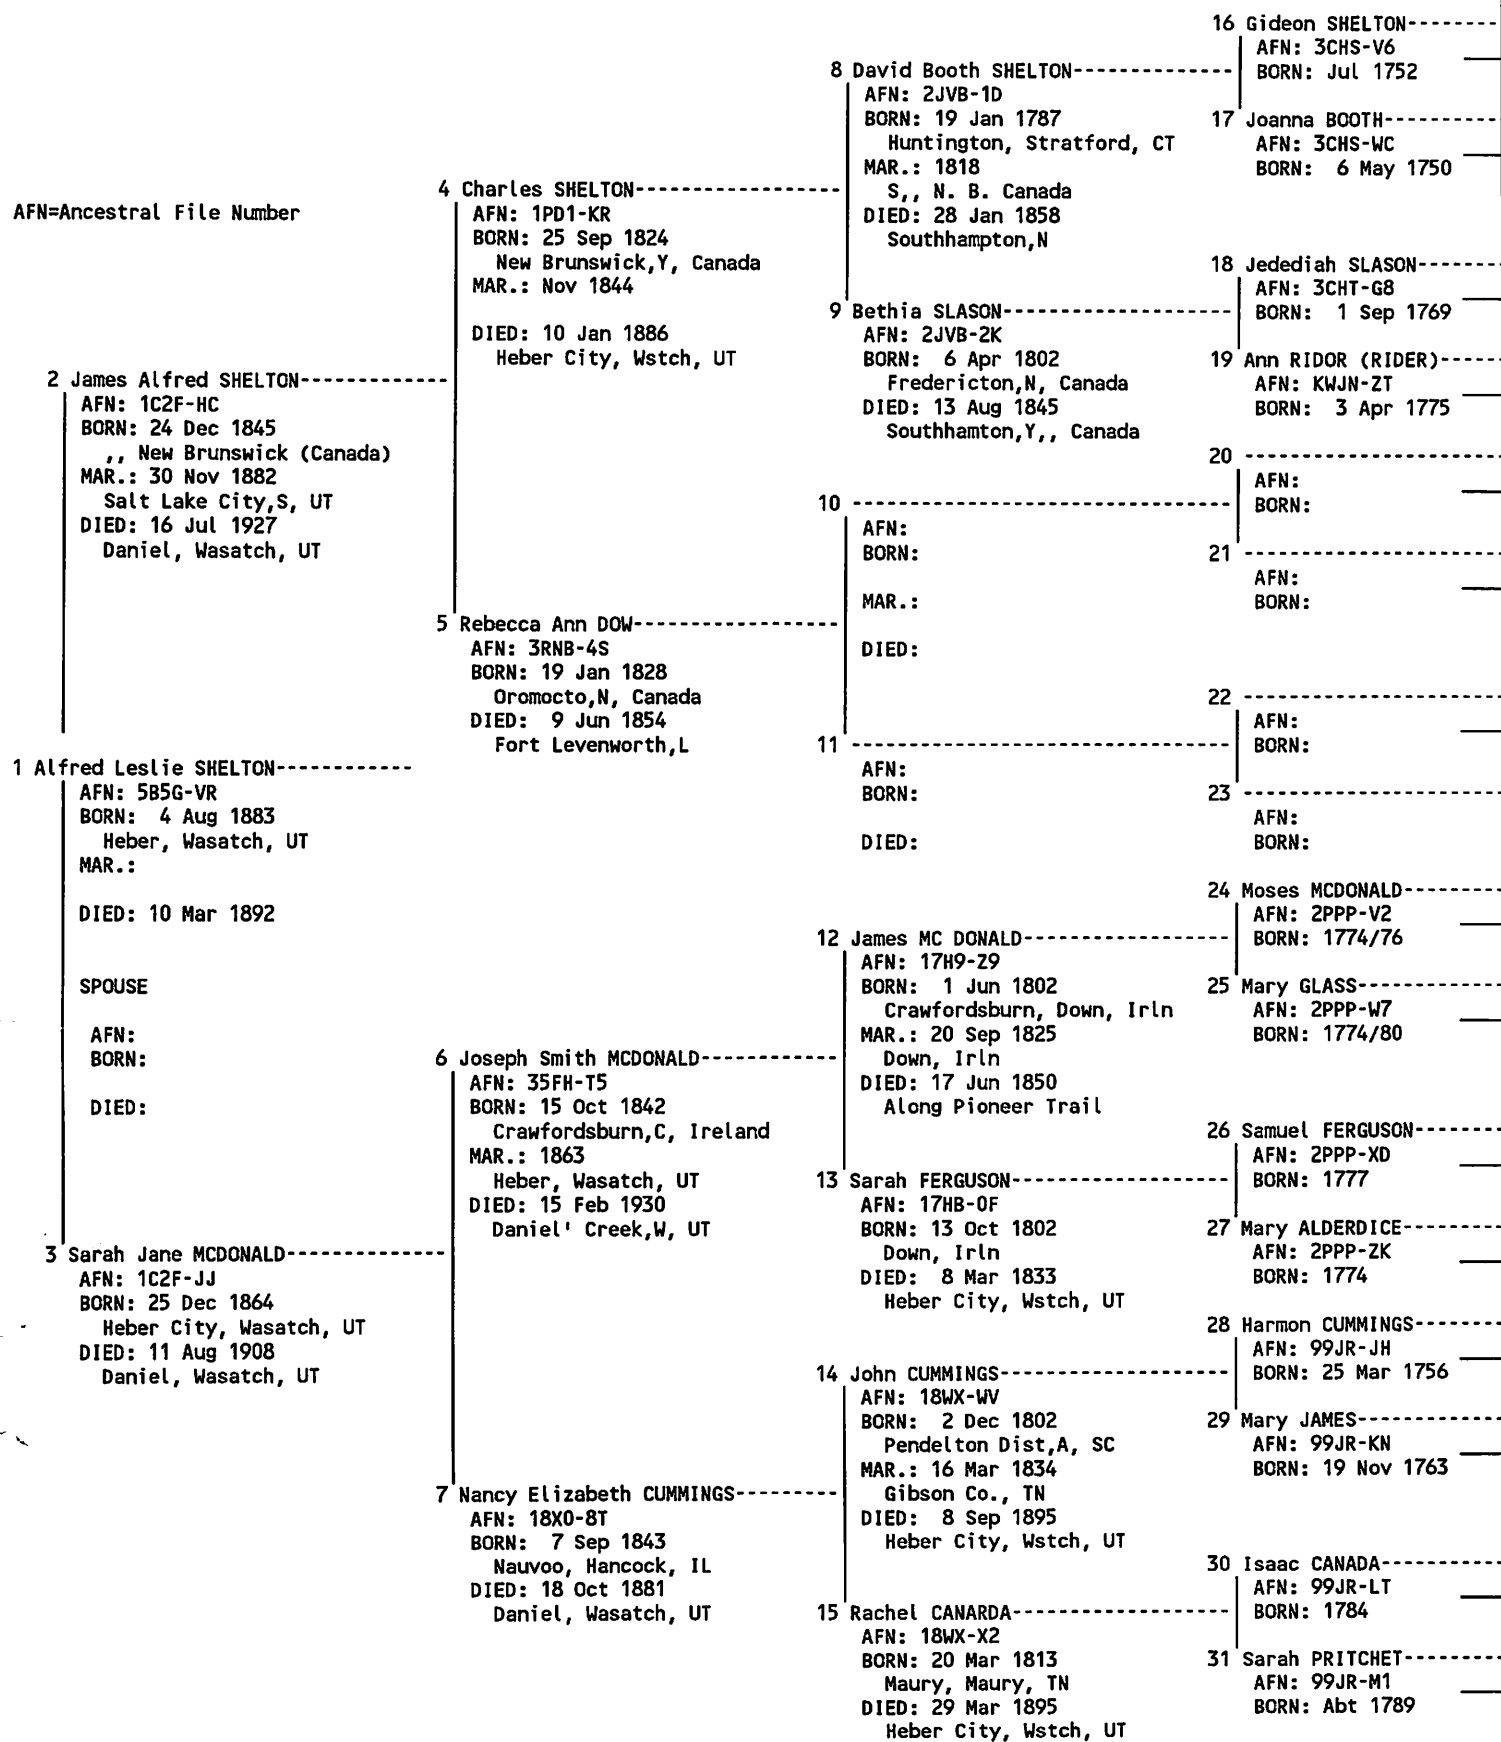 AFN=Ancestral File Number
1 Alfred Leslie SHELTON------------
AFN: 5B5G-VR
BORN:  4 Aug 1883
Heber, Wasatch, UT
MAR.:
DIED: 10 Mar 1892
SPOUSE
AFN:
BORN:
DIED:
2 James Alfred SHELTON-------------
AFN: 1C2F-HC
BORN: 24 Dec 1845
,, New Brunswick (Canada)
MAR.: 30 Nov 1882
Salt Lake City,S, UT
DIED: 16 Jul 1927
Daniel, Wasatch, UT
3 Sarah Jane MCDONALD--------------
AFN: 1C2F-JJ
BORN: 25 Dec 1864
Heber City, Wasatch, UT
DIED: 11 Aug 1908
Daniel, Wasatch, UT
4 Charles SHELTON------------------
AFN: 1PD1-KR
BORN: 25 Sep 1824
New Brunswick,Y, Canada
MAR.: Nov 1844
DIED: 10 Jan 1886
Heber City, Wstch, UT
5 Rebecca Ann DOW------------------
AFN: 3RNB-4S
BORN: 19 Jan 1828
Oromocto,N, Canada
DIED:  9 Jun 1854
Fort Levenworth,L
6 Joseph Smith MCDONALD------------
AFN: 35FH-T5
BORN: 15 Oct 1842
Crawfordsburn,C, Ireland
MAR.: 1863
Heber, Wasatch, UT
DIED: 15 Feb 1930
Daniel' Creek,W, UT
7 Nancy Elizabeth CUMMINGS---------
AFN: 18X0-8T
BORN:  7 Sep 1843
Nauvoo, Hancock, IL
DIED: 18 Oct 1881
Daniel, Wasatch, UT
8 David Booth SHELTON--------------
AFN: 2JVB-1D
BORN: 19 Jan 1787
Huntington, Stratford, CT
MAR.: 1818
S,, N. B. Canada
DIED: 28 Jan 1858
Southhampton,N
9 Bethia SLASON--------------------
AFN: 2JVB-2K
BORN:  6 Apr 1802
Fredericton,N, Canada
DIED: 13 Aug 1845
Southhamton,Y,, Canada
10 ---------------------------------
AFN:
BORN:
MAR.:
DIED:
11 ---------------------------------
AFN:
BORN:
DIED:
12 James MC DONALD------------------
AFN: 17H9-Z9
BORN:  1 Jun 1802
Crawfordsburn, Down, Irln
MAR.: 20 Sep 1825
Down, Irln
DIED: 17 Jun 1850
Along Pioneer Trail
13 Sarah FERGUSON-------------------
AFN: 17HB-0F
BORN: 13 Oct 1802
Down, Irln
DIED:  8 Mar 1833
Heber City, Wstch, UT
14 John CUMMINGS--------------------
AFN: 18WX-WV
BORN:  2 Dec 1802
Pendelton Dist,A, SC
MAR.: 16 Mar 1834
Gibson Co., TN
DIED:  8 Sep 1895
Heber City, Wstch, UT
15 Rachel CANARDA-------------------
AFN: 18WX-X2
BORN: 20 Mar 1813
Maury, Maury, TN
DIED: 29 Mar 1895
Heber City, Wstch, UT
16 Gideon SHELTON--------
AFN: 3CHS-V6
BORN: Jul 1752
17 Joanna BOOTH----------
AFN: 3CHS-WC
BORN:  6 May 1750
18 Jedediah SLASON-------
AFN: 3CHT-G8
BORN:  1 Sep 1769
19 Ann RIDOR (RIDER)-----
AFN: KWJN-ZT
BORN:  3 Apr 1775
20 ----------------------
AFN:
BORN:
21 ----------------------
AFN:
BORN:
22 ----------------------
AFN:
BORN:
23 ----------------------
AFN:
BORN:
24 Moses MCDONALD--------
AFN: 2PPP-V2
BORN: 1774/76
25 Mary GLASS------------
AFN: 2PPP-W7
BORN: 1774/80
26 Samuel FERGUSON-------
AFN: 2PPP-XD
BORN: 1777
27 Mary ALDERDICE--------
AFN: 2PPP-ZK
BORN: 1774
28 Harmon CUMMINGS-------
AFN: 99JR-JH
BORN: 25 Mar 1756
29 Mary JAMES------------
AFN: 99JR-KN
BORN: 19 Nov 1763
30 Isaac CANADA----------
AFN: 99JR-LT
BORN: 1784
31 Sarah PRITCHET--------
AFN: 99JR-M1
BORN: Abt 1789